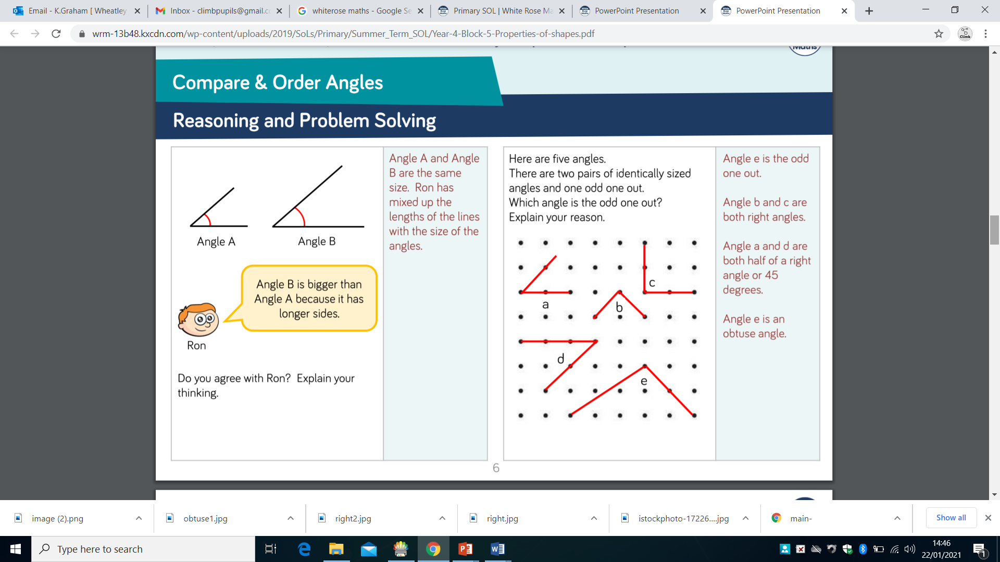 Email - K.Graham [ Wheatley
Inbox - climbpupils@gmail.c
whiterose maths - Google Se
Primary SOL | White Rose Ma
PowerPoint Presentation
PowerPoint Presentation
wrm-13b48.kxcdn.com/wp-content/uploads/2019/SoLs/Primary/Summer_Term_SOL/Year-4-Block-5-Properties-of-shapes.pdf
Climb
Maths
Compare & Order Angles
Reasoning and Problem Solving
Angle A
Angle B
Angle B is bigger than
Angle A because it has
longer sides.
Ron
Do you agree with Ron? Explain your
thinking.
Angle A and Angle
B are the same
size. Ron has
mixed up the
lengths of the lines
with the size of the
angles.
Here are five angles.
There are two pairs of identically sized
angles and one odd one out.
Which angle is the odd one out?
Explain your reason.
a
b
c
d
e
Angle e is the odd
one out.
Angle b and c are
both right angles.
Angle a and d are
both half of a right
angle or 45
degrees.
Angle e is an
obtuse angle.
6
image (2).png
obtuse1.jpg
right2.jpg
right.jpg
istockphoto-17226....jpg
main-
Show all
Type here to search
14:46
22/01/2021
1